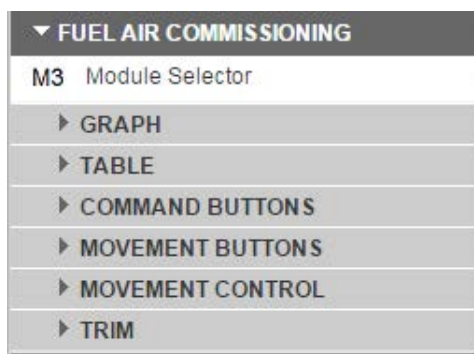 FUEL AIR COMMISSIONING
M3 Module Selector
GRAPH
TABLE
COMMAND BUTTONS
MOVEMENT BUTTONS
MOVEMENT CONTROL
TRIM